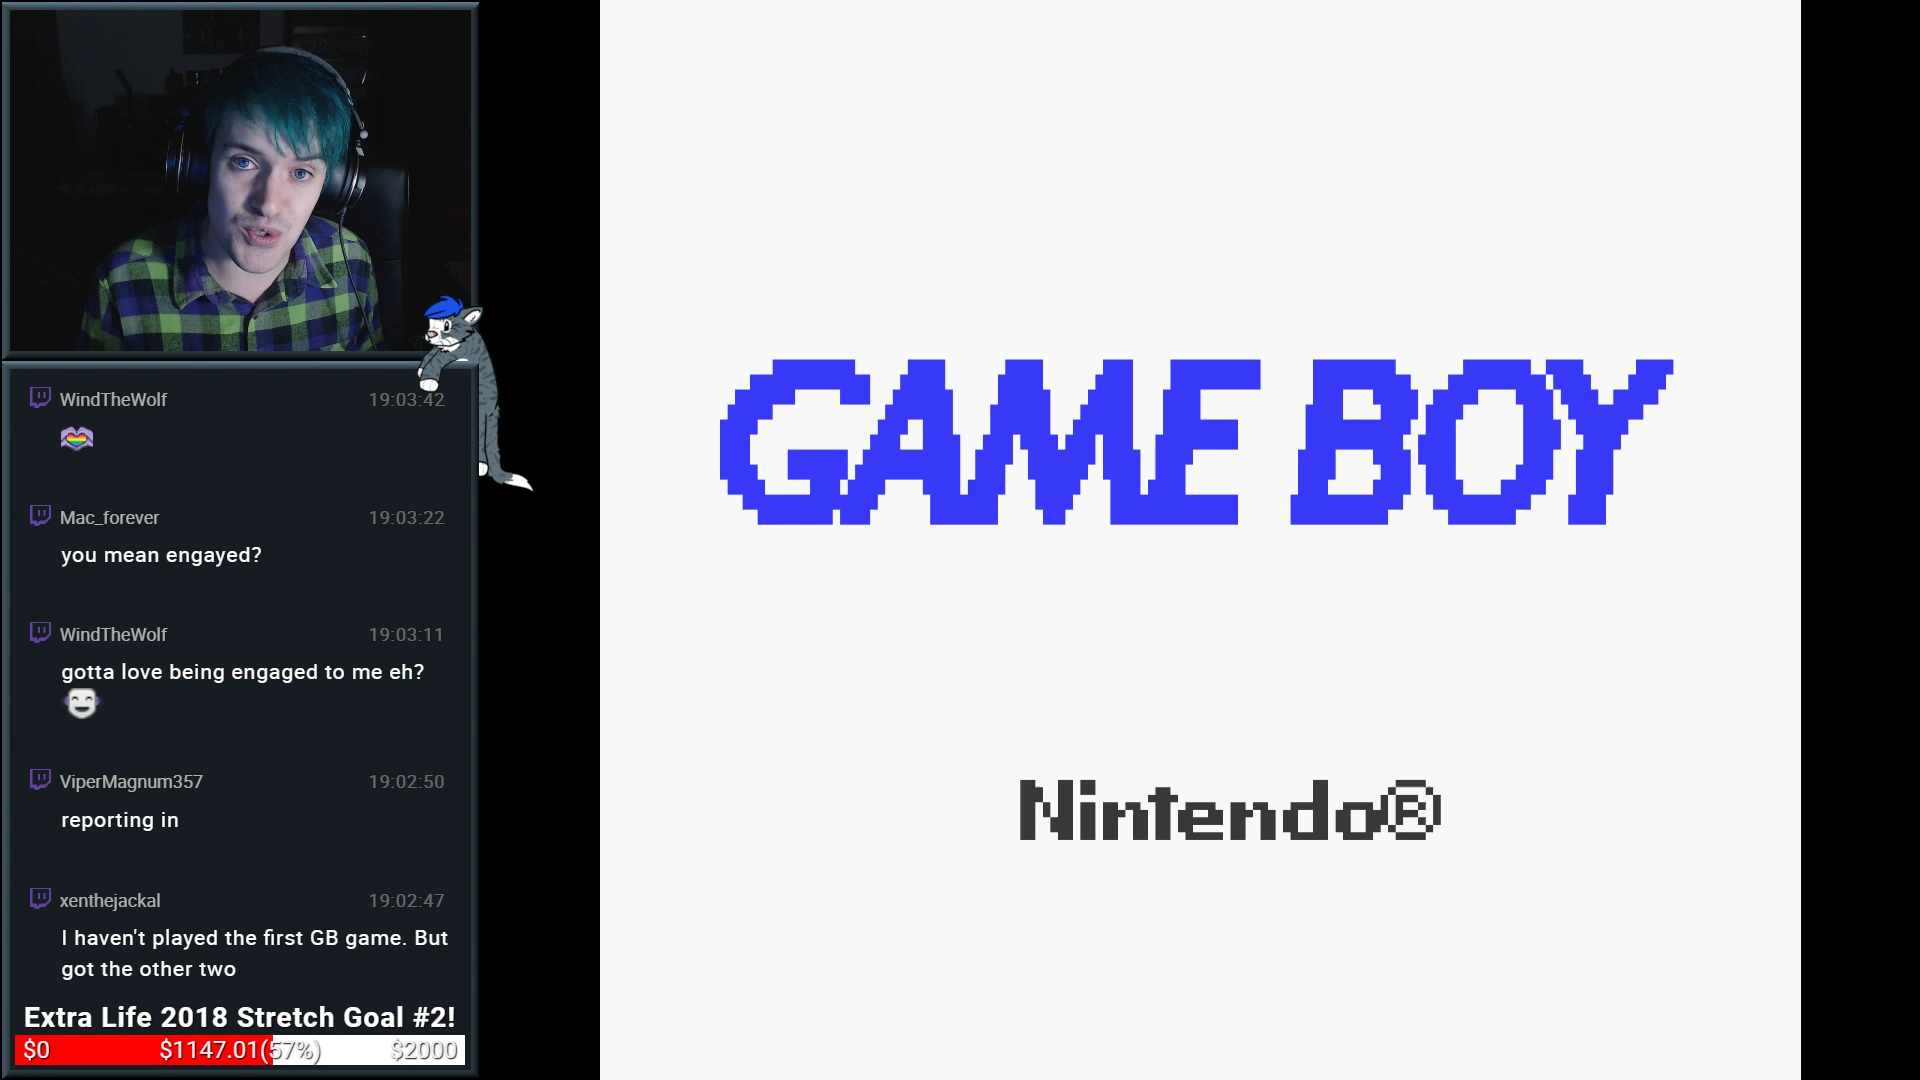 WindTheWolf 19:03:42
Mac_forever 19:03:22
you mean engayed?
WindTheWolf 19:03:11
gotta love being engaged to me eh?
ViperMagnum357 19:02:50
reporting in
xenthejackal 19:02:47
I haven't played the first GB game. But
got the other two
Extra Life 2018 Stretch Goal #2!
$0 $1147.01(57%) $2000
GAME BOY
Nintendo®